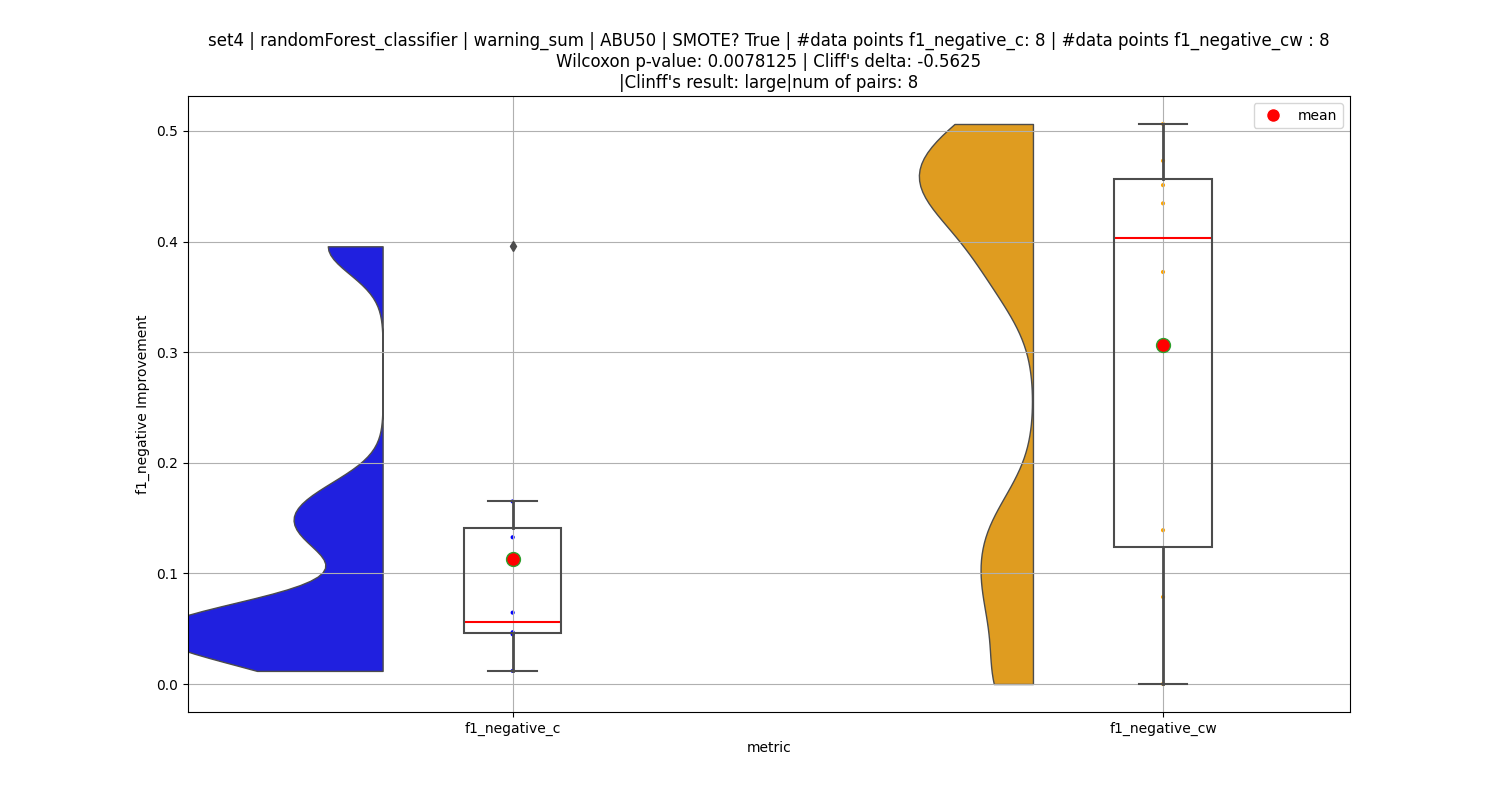 set4 | randomForest_classifier | warning_sum | ABU50 | SMOTE? True | #data points f1_negative_c: 8 | #data points f1_negative_cw : 8
Wilcoxon p-value: 0.0078125 | Cliff's delta: -0.5625
|Clinff's result: large|num of pairs: 8
mean
0.5
0.4
0.3
0.2
0.1
0.0
f1_negative Improvement
f1_negative_c
f1_negative_cw
metric